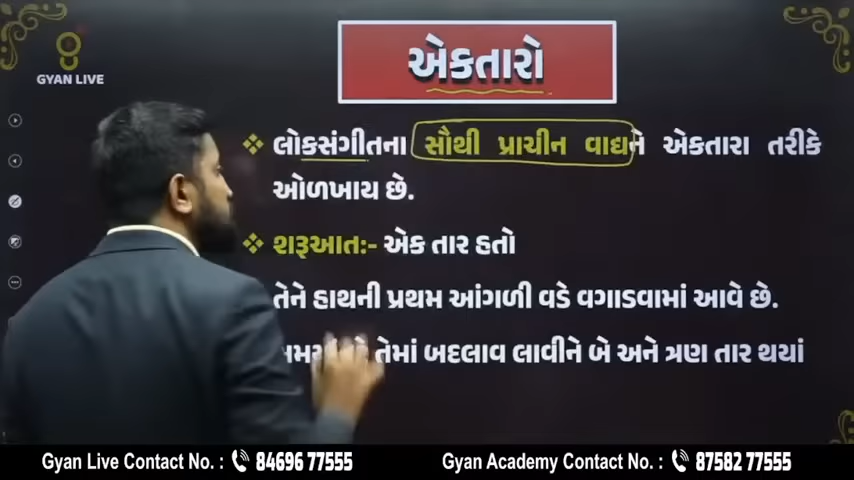 GYAN LIVE
એકતારો
❖ લોકસંગીતના સૌથી પ્રાચીન વાદ્યને એકતારા તરીકે
ઓળખાય છે.
❖ શરૂઆત:- એક તાર હતો
તેને હાથની પ્રથમ આંગળી વડે વગાડવામાં આવે છે.
તેમાં બદલાવ લાવીને બે અને ત્રણ તાર થયાં
Gyan Live Contact No. : 84696 77555 Gyan Academy Contact No. : 87582 77555